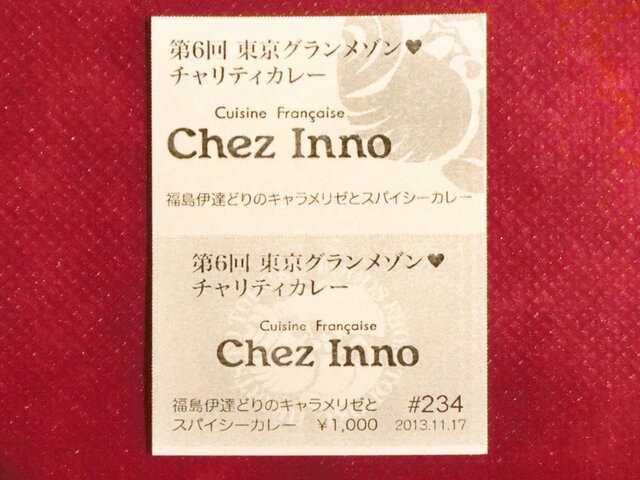 第6回 東京グランメゾン♥
チャリティカレー
Cuisine Française
Chez Inno
福島伊達どりのキャラメリゼとスパイシーカレー
第6回 東京グランメゾン♥
チャリティカレー
Cuisine Française
Chez Inno
福島伊達どりのキャラメリゼと #234
スパイシーカレー ¥1,000 2013.11.17